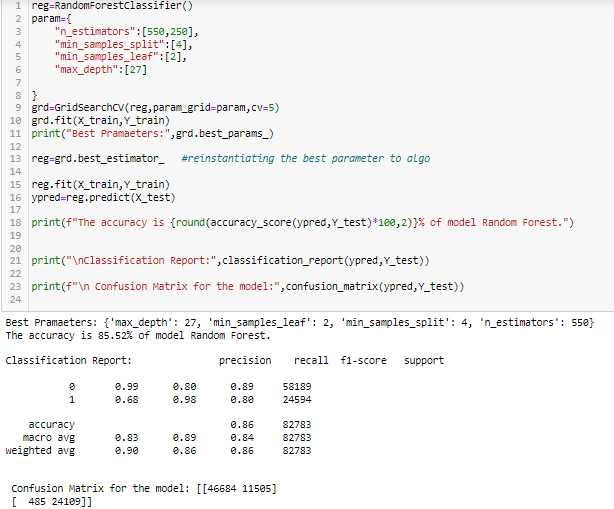 1 reg=RandomForestClassifier()
2 param={
3 "n_estimators":[550,250],
4 "min_samples_split":[4],
5 "min_samples_leaf":[2],
6 "max_depth":[27]
7
8 }
9 grd=GridSearchCV(reg,param_grid=param,cv=5)
10 grd.fit(X_train,Y_train)
11 print("Best Pramaeters:",grd.best_params_)
12
13 reg=grd.best_estimator_ #reinstantiating the best parameter to algo
14
15 reg.fit(X_train,Y_train)
16 ypred=reg.predict(X_test)
17
18 print(f"The accuracy is {round(accuracy_score(ypred,Y_test)*100,2)}% of model Random Forest.")
19
20
21 print("\nClassification Report:",classification_report(ypred,Y_test))
22
23 print(f"\n Confusion Matrix for the model:",confusion_matrix(ypred,Y_test))
24
Best Pramaeters: {'max_depth': 27, 'min_samples_leaf': 2, 'min_samples_split': 4, 'n_estimators': 550}
The accuracy is 85.52% of model Random Forest.
Classification Report: precision recall f1-score support
0 0.99 0.80 0.89 58189
1 0.68 0.98 0.80 24594
accuracy 0.86 82783
macro avg 0.83 0.89 0.84 82783
weighted avg 0.90 0.86 0.86 82783
Confusion Matrix for the model: [[46684 11505]
[ 485 24109]]